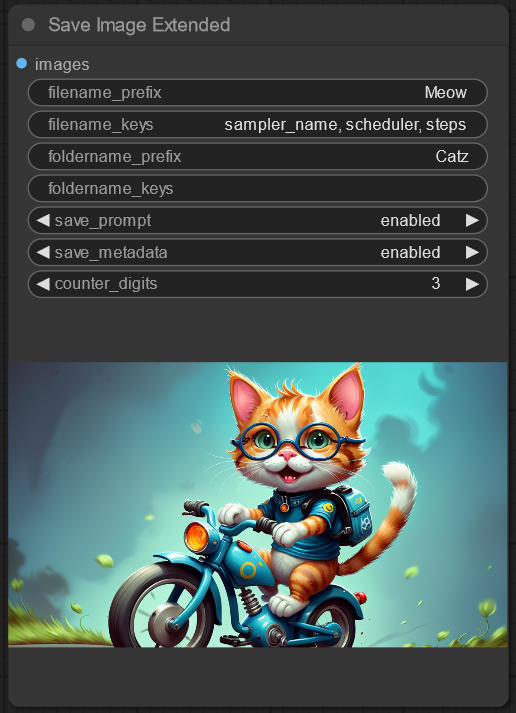 Save Image Extended
images
filename_prefix Meow
filename_keys sampler_name, scheduler, steps
foldername_prefix Catz
foldername_keys
save_prompt enabled
save_metadata enabled
counter_digits 3